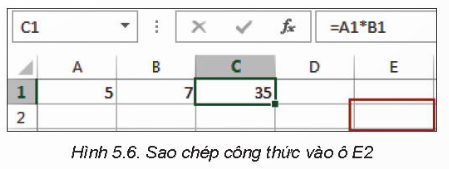 C1 fx =A1*B1
A B C D E
1 5 7 35
2
Hình 5.6. Sao chép công thức vào ô E2